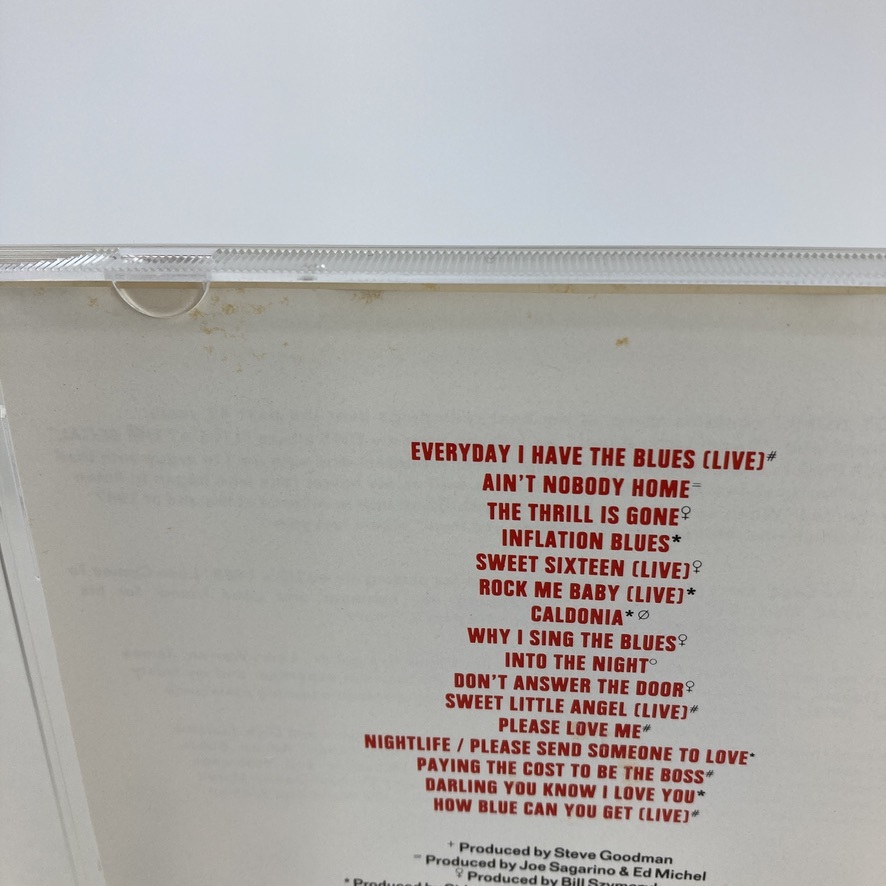 EVERYDAY I HAVE THE BLUES (LIVE)#
AIN'T NOBODY HOME=
THE THRILL IS GONE♀
INFLATION BLUES*
SWEET SIXTEEN (LIVE)♀
ROCK ME BABY (LIVE)*
CALDONIA*∅
WHY I SING THE BLUES♀
INTO THE NIGHT○
DON'T ANSWER THE DOOR♀
SWEET LITTLE ANGEL (LIVE)#
PLEASE LOVE ME#
NIGHTLIFE / PLEASE SEND SOMEONE TO LOVE*
PAYING THE COST TO BE THE BOSS#
DARLING YOU KNOW I LOVE YOU*
HOW BLUE CAN YOU GET (LIVE)#
+ Produced by Steve Goodman
= Produced by Joe Sagarino & Ed Michel
♀ Produced by Bill
* Produced by